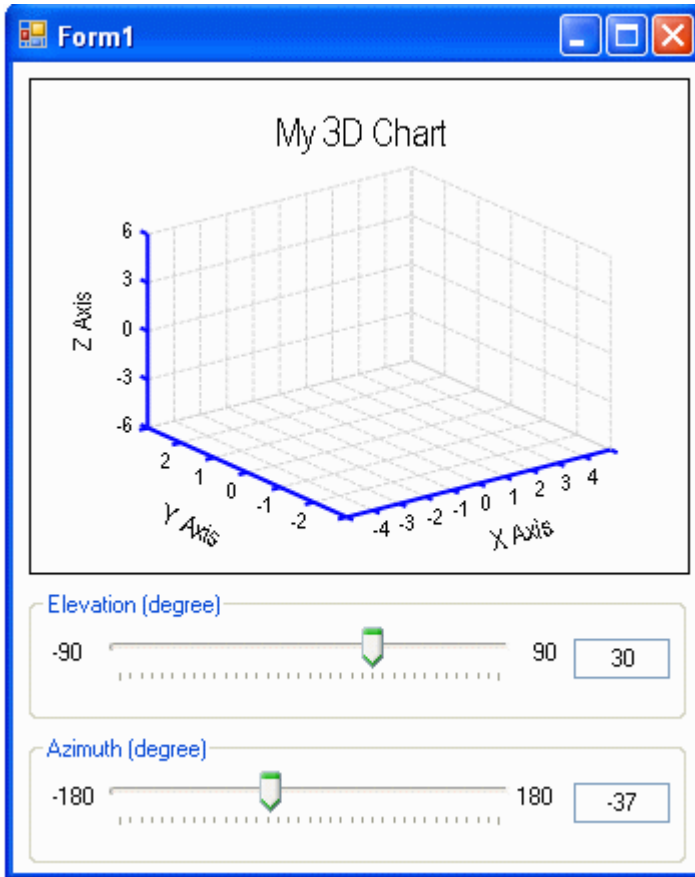 Form1
My 3D Chart
Z Axis
6
3
0
-3
-6
2
1
0
-1
-2
Y Axis
-4 -3 -2 -1 0 1 2 3 4
X Axis
Elevation (degree)
-90 90 30
Azimuth (degree)
-180 180 -37